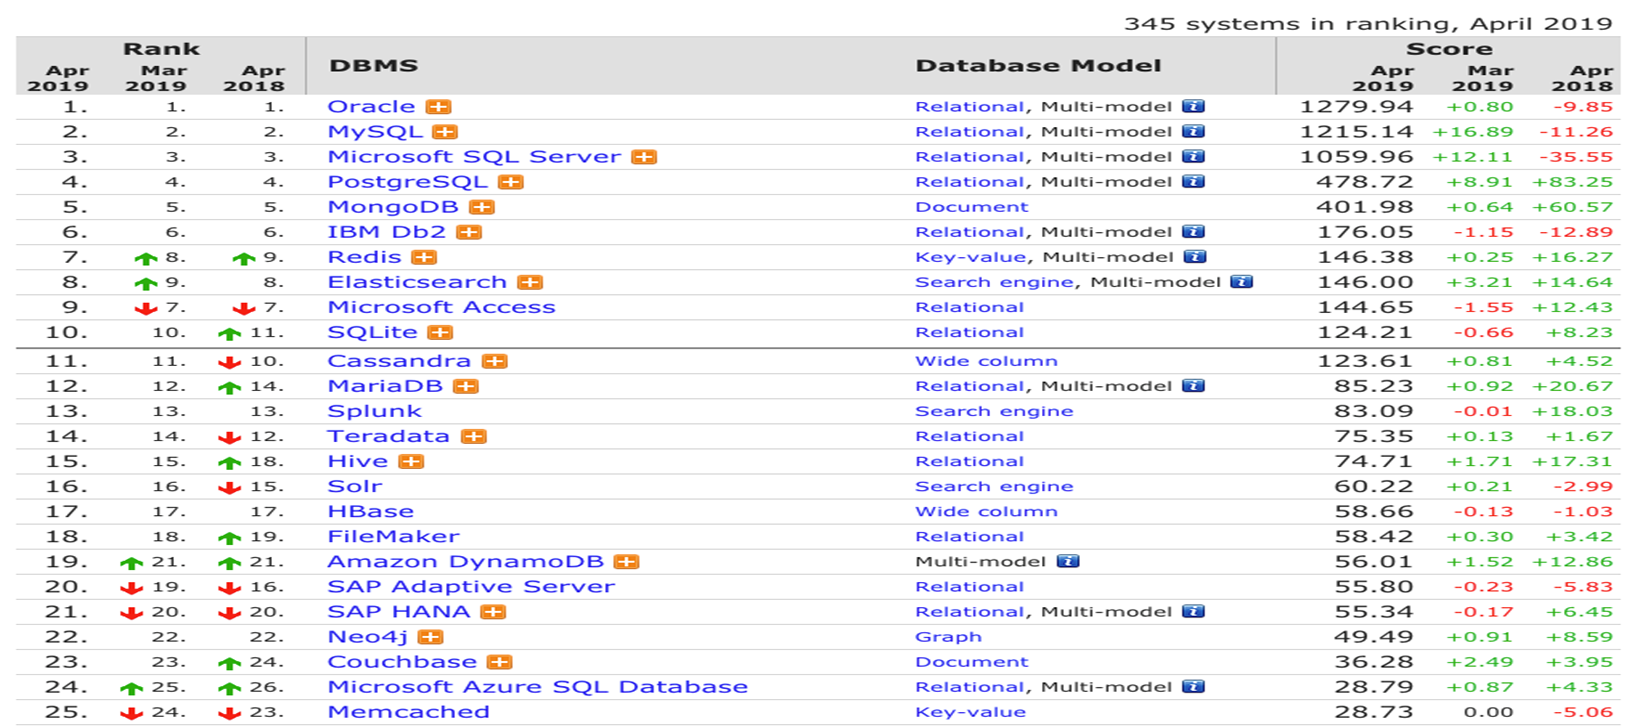 345 systems in ranking, April 2019
Rank DBMS Database Model Score
Apr 2019 Mar 2019 Apr 2018 Apr 2019 Mar 2019 Apr 2018
1. 1. 1. Oracle Relational, Multi-model 1279.94 +0.80 -9.85
2. 2. 2. MySQL Relational, Multi-model 1215.14 +16.89 -11.26
3. 3. 3. Microsoft SQL Server Relational, Multi-model 1059.96 +12.11 -35.55
4. 4. 4. PostgreSQL Relational, Multi-model 478.72 +8.91 +83.25
5. 5. 5. MongoDB Document 401.98 +0.64 +60.57
6. 6. 6. IBM Db2 Relational, Multi-model 176.05 -1.15 -12.89
7. 8. 9. Redis Key-value, Multi-model 146.38 +0.25 +16.27
8. 9. 8. Elasticsearch Search engine, Multi-model 146.00 +3.21 +14.64
9. 7. 7. Microsoft Access Relational 144.65 -1.55 +12.43
10. 10. 11. SQLite Relational 124.21 -0.66 +8.23
11. 11. 10. Cassandra Wide column 123.61 +0.81 +4.52
12. 12. 14. MariaDB Relational, Multi-model 85.23 +0.92 +20.67
13. 13. 13. Splunk Search engine 83.09 -0.01 +18.03
14. 14. 12. Teradata Relational 75.35 +0.13 +1.67
15. 15. 18. Hive Relational 74.71 +1.71 +17.31
16. 16. 15. Solr Search engine 60.22 +0.21 -2.99
17. 17. 17. HBase Wide column 58.66 -0.13 -1.03
18. 18. 19. FileMaker Relational 58.42 +0.30 +3.42
19. 21. 21. Amazon DynamoDB Multi-model 56.01 +1.52 +12.86
20. 19. 16. SAP Adaptive Server Relational 55.80 -0.23 -5.83
21. 20. 20. SAP HANA Relational, Multi-model 55.34 -0.17 +6.45
22. 22. 22. Neo4j Graph 49.49 +0.91 +8.59
23. 23. 24. Couchbase Document 36.28 +2.49 +3.95
24. 25. 26. Microsoft Azure SQL Database Relational, Multi-model 28.79 +0.87 +4.33
25. 24. 23. Memcached Key-value 28.73 0.00 -5.06